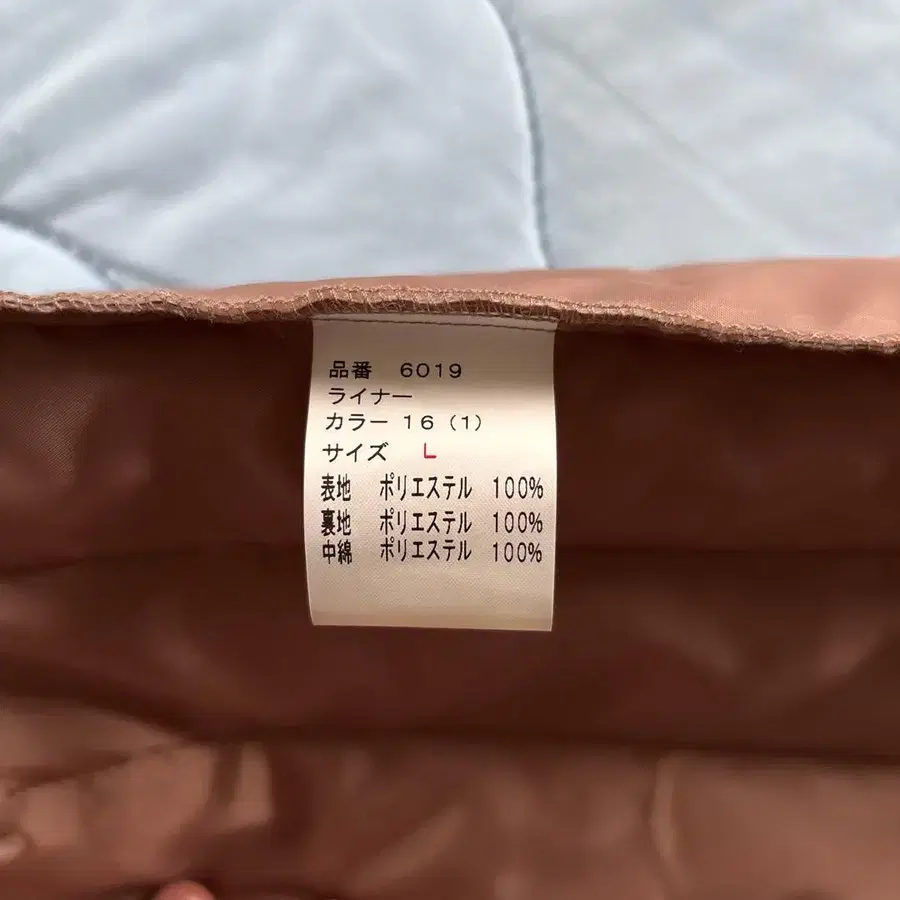 品番 6019
ライナー
カラー 16(1)
サイズ L
表地 ポリエステル 100%
裏地 ポリエステル 100%
中綿 ポリエステル 100%